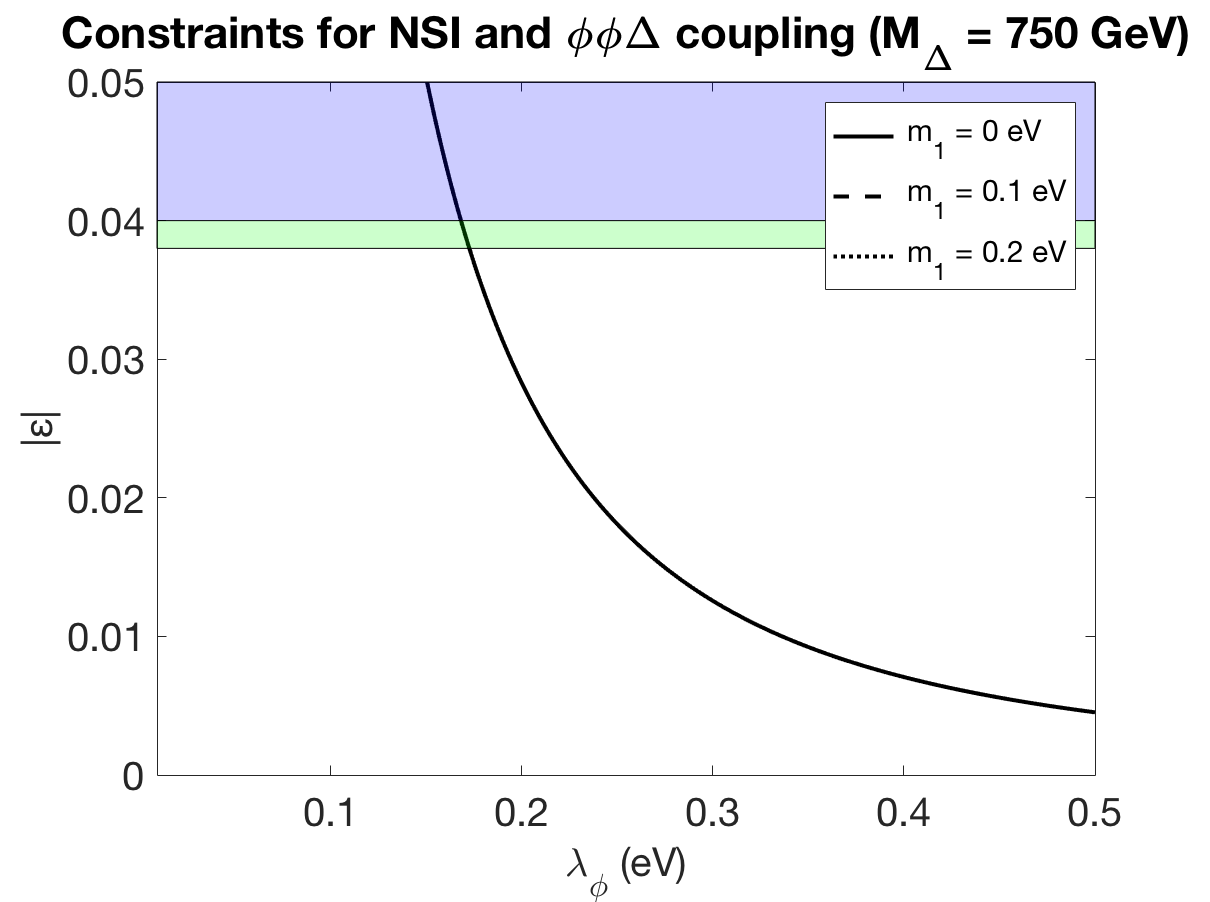 Constraints for NSI and ϕϕΔ coupling (M_Δ = 750 GeV)
0.05
0.04
0.03
0.02
0.01
0
|ε|
m_1 = 0 eV
m_1 = 0.1 eV
m_1 = 0.2 eV
0.1 0.2 0.3 0.4 0.5
λ_ϕ (eV)